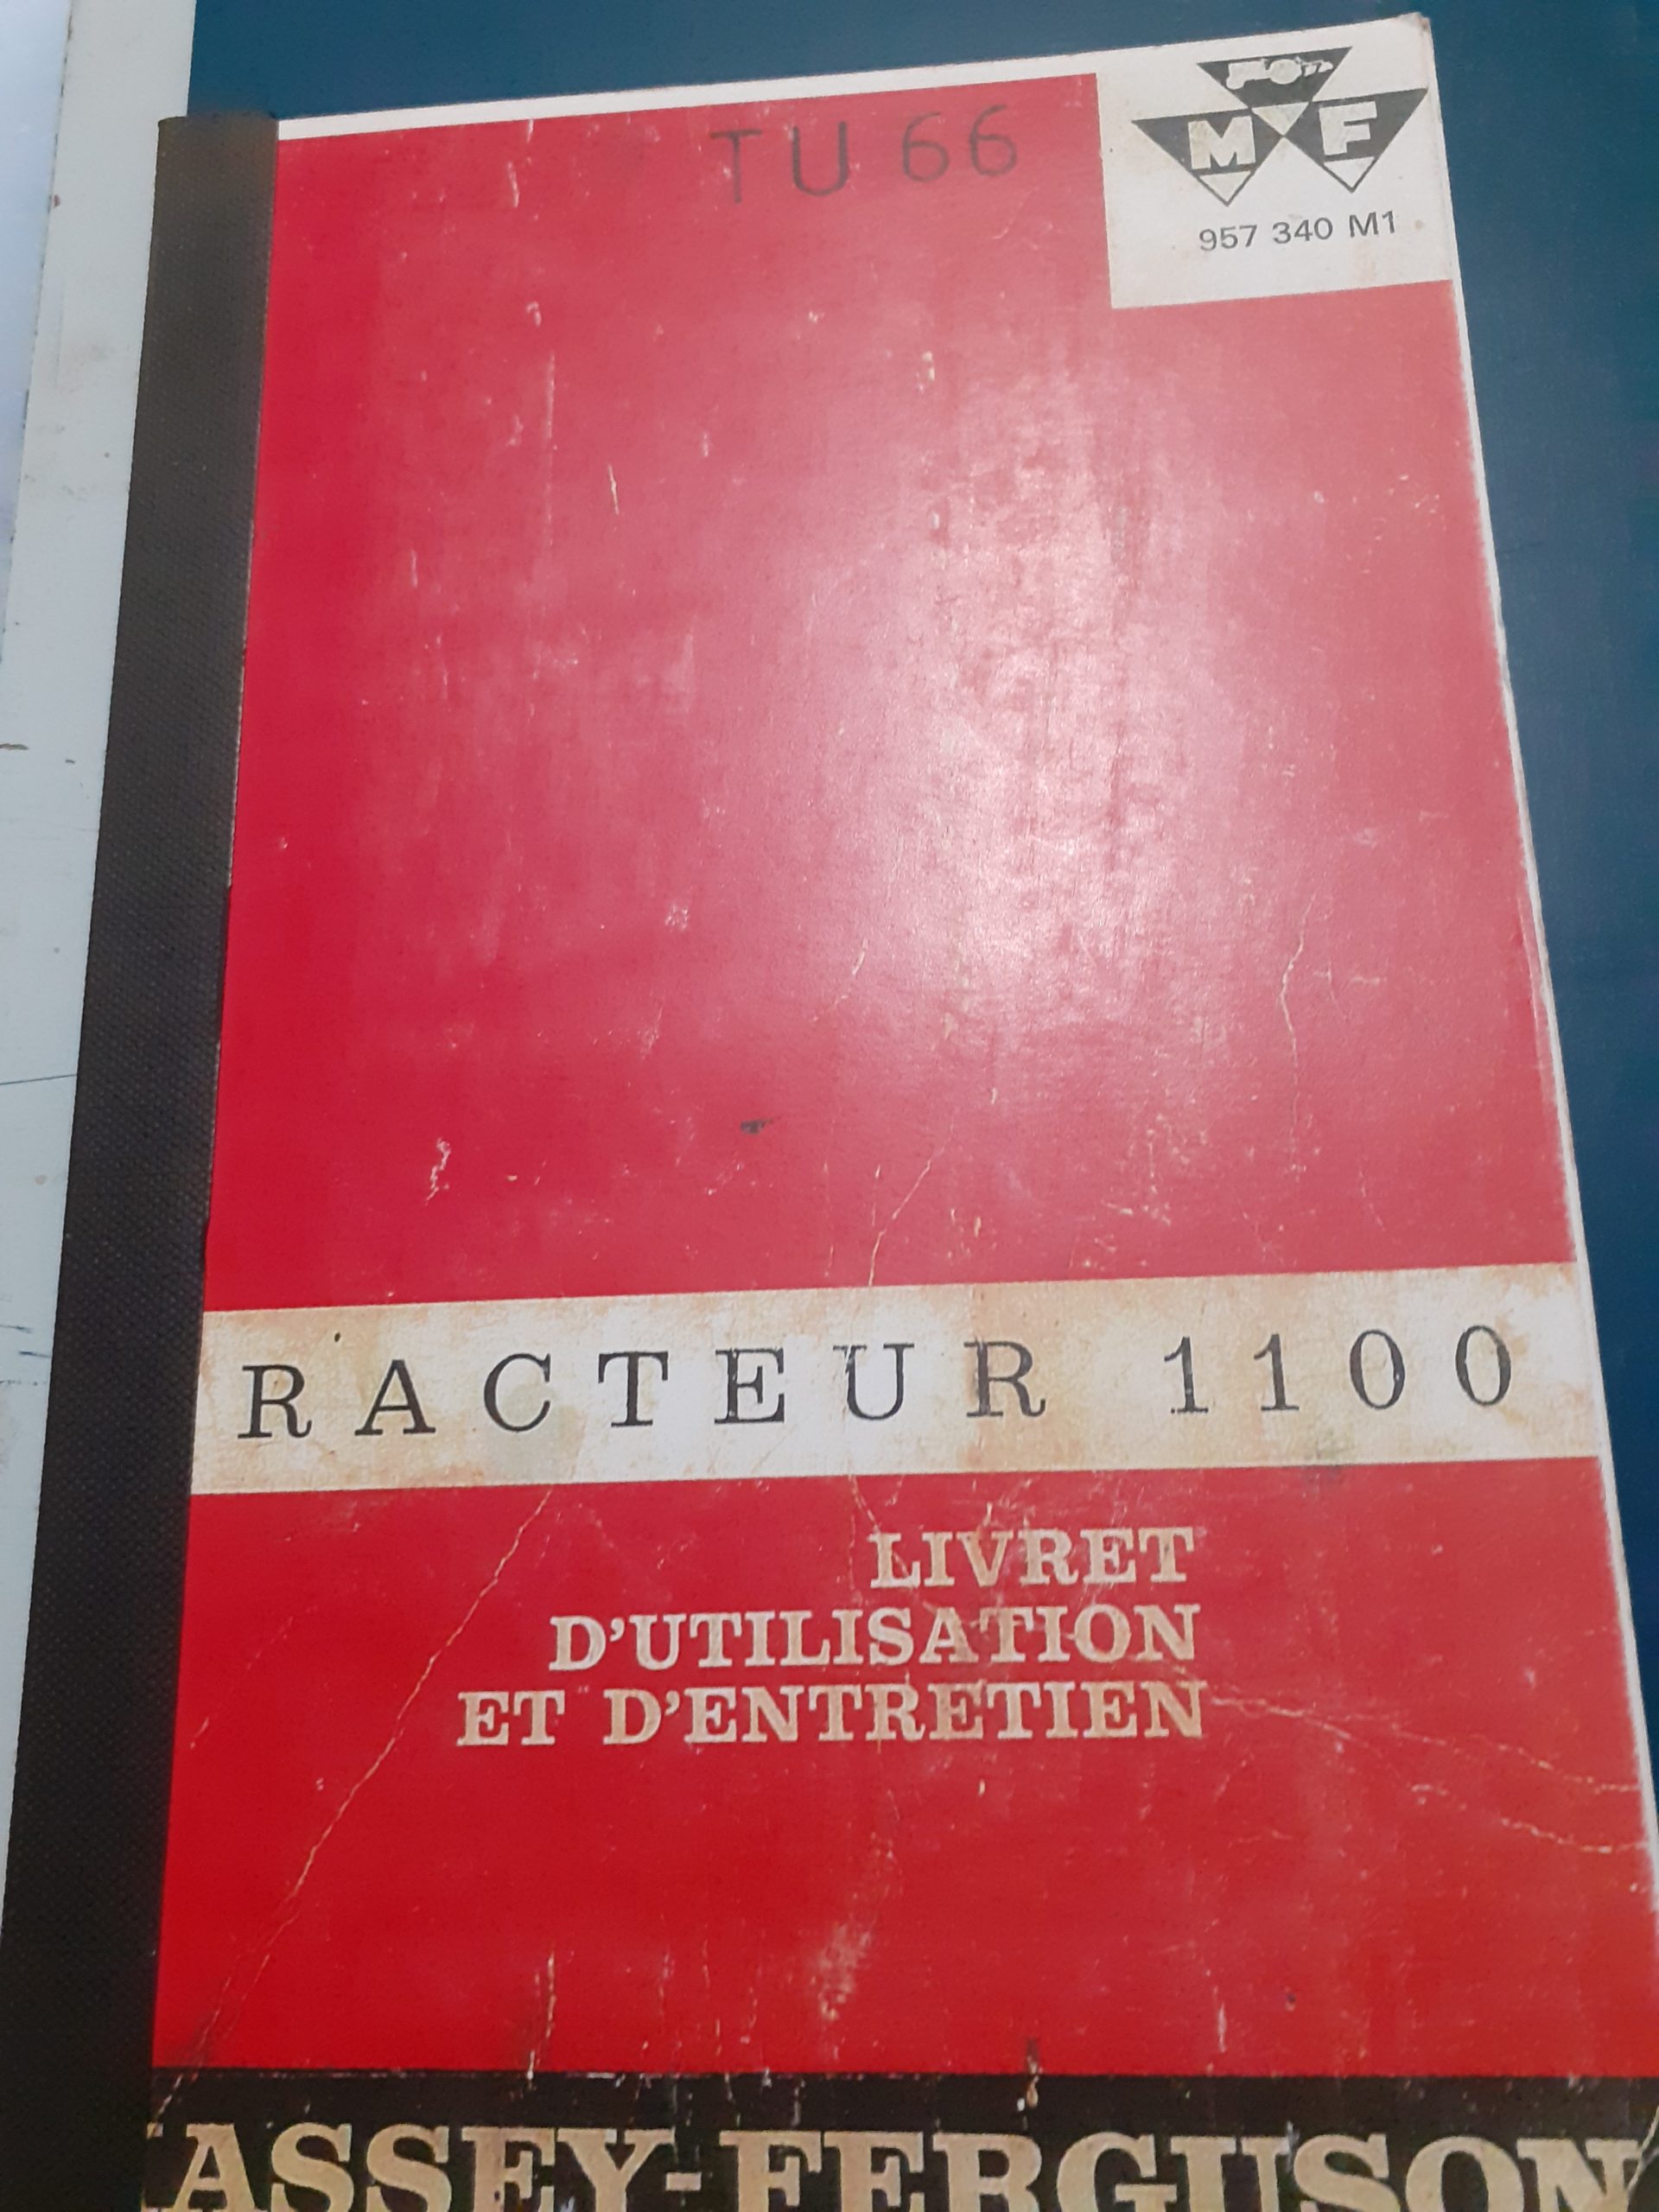 TU 66
MF
957 340 M1
RACTEUR 1100
LIVRET
D'UTILISATION
ET D'ENTRETIEN
ASSEY-FERGUSON